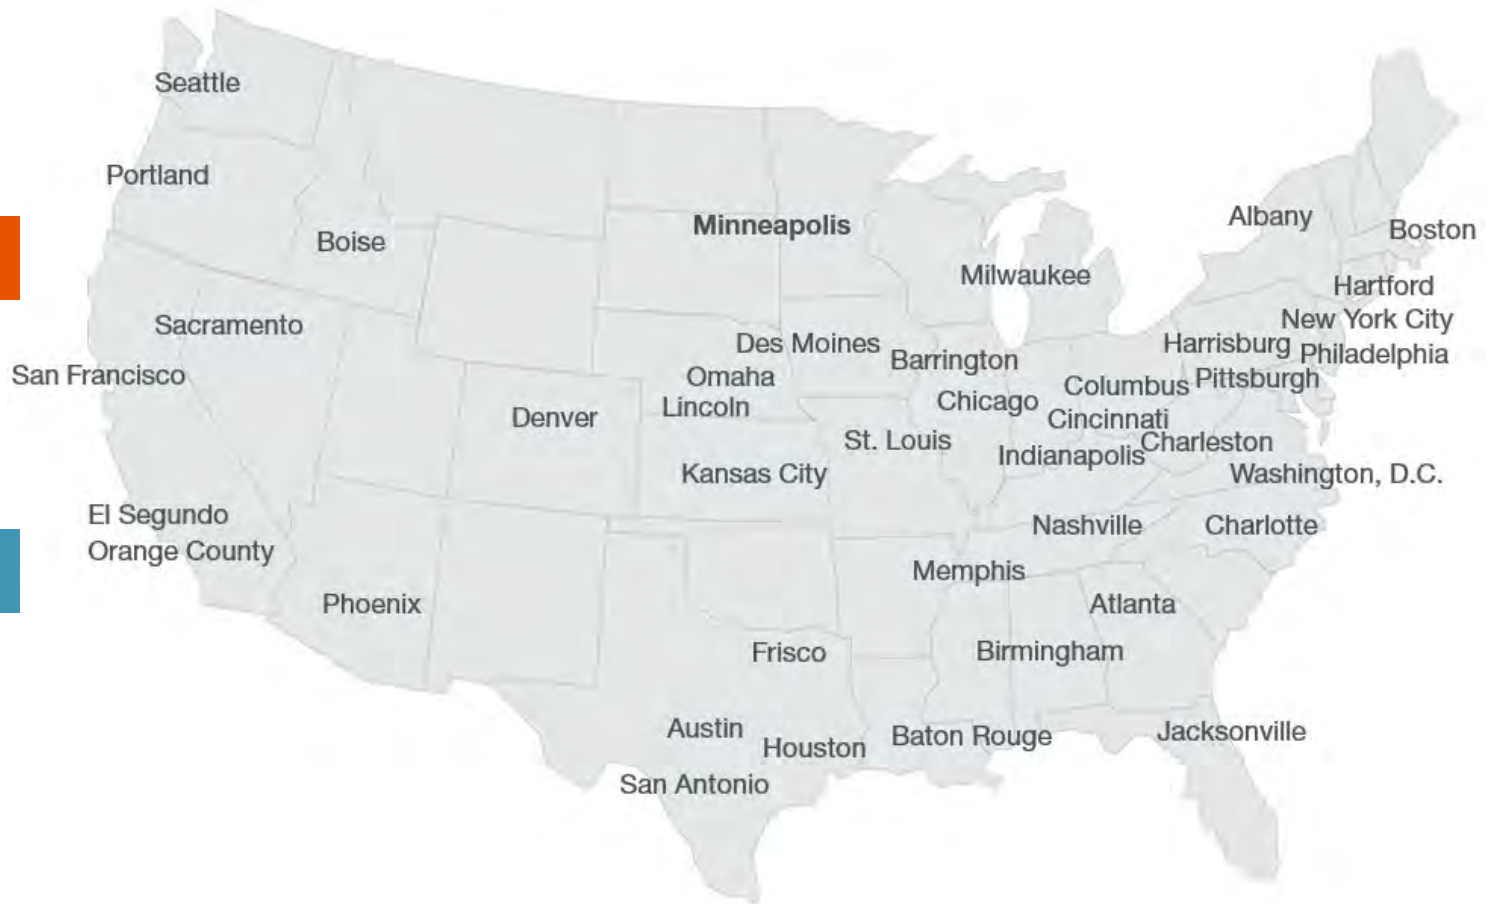 Seattle
Portland
Boise
Minneapolis
Albany
Boston
Milwaukee
Hartford
Sacramento
New York City
Des Moines
Harrisburg
Philadelphia
San Francisco
Barrington
Omaha
Columbus
Pittsburgh
Lincoln
Chicago
Denver
Cincinnati
St. Louis
Charleston
Indianapolis
Kansas City
Washington, D.C.
El Segundo
Nashville
Charlotte
Orange County
Memphis
Phoenix
Atlanta
Frisco
Birmingham
Austin
Houston
Baton Rouge
Jacksonville
San Antonio